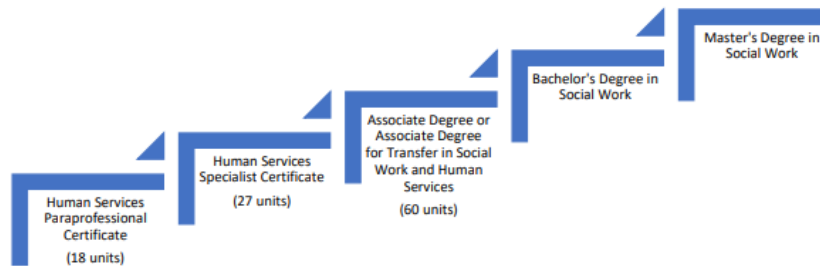 Human Services
Paraprofessional
Certificate
(18 units)
Human Services
Specialist Certificate
(27 units)
Associate Degree or
Associate Degree
for Transfer in Social
Work and Human
Services
(60 units)
Bachelor's Degree in
Social Work
Master's Degree in
Social Work